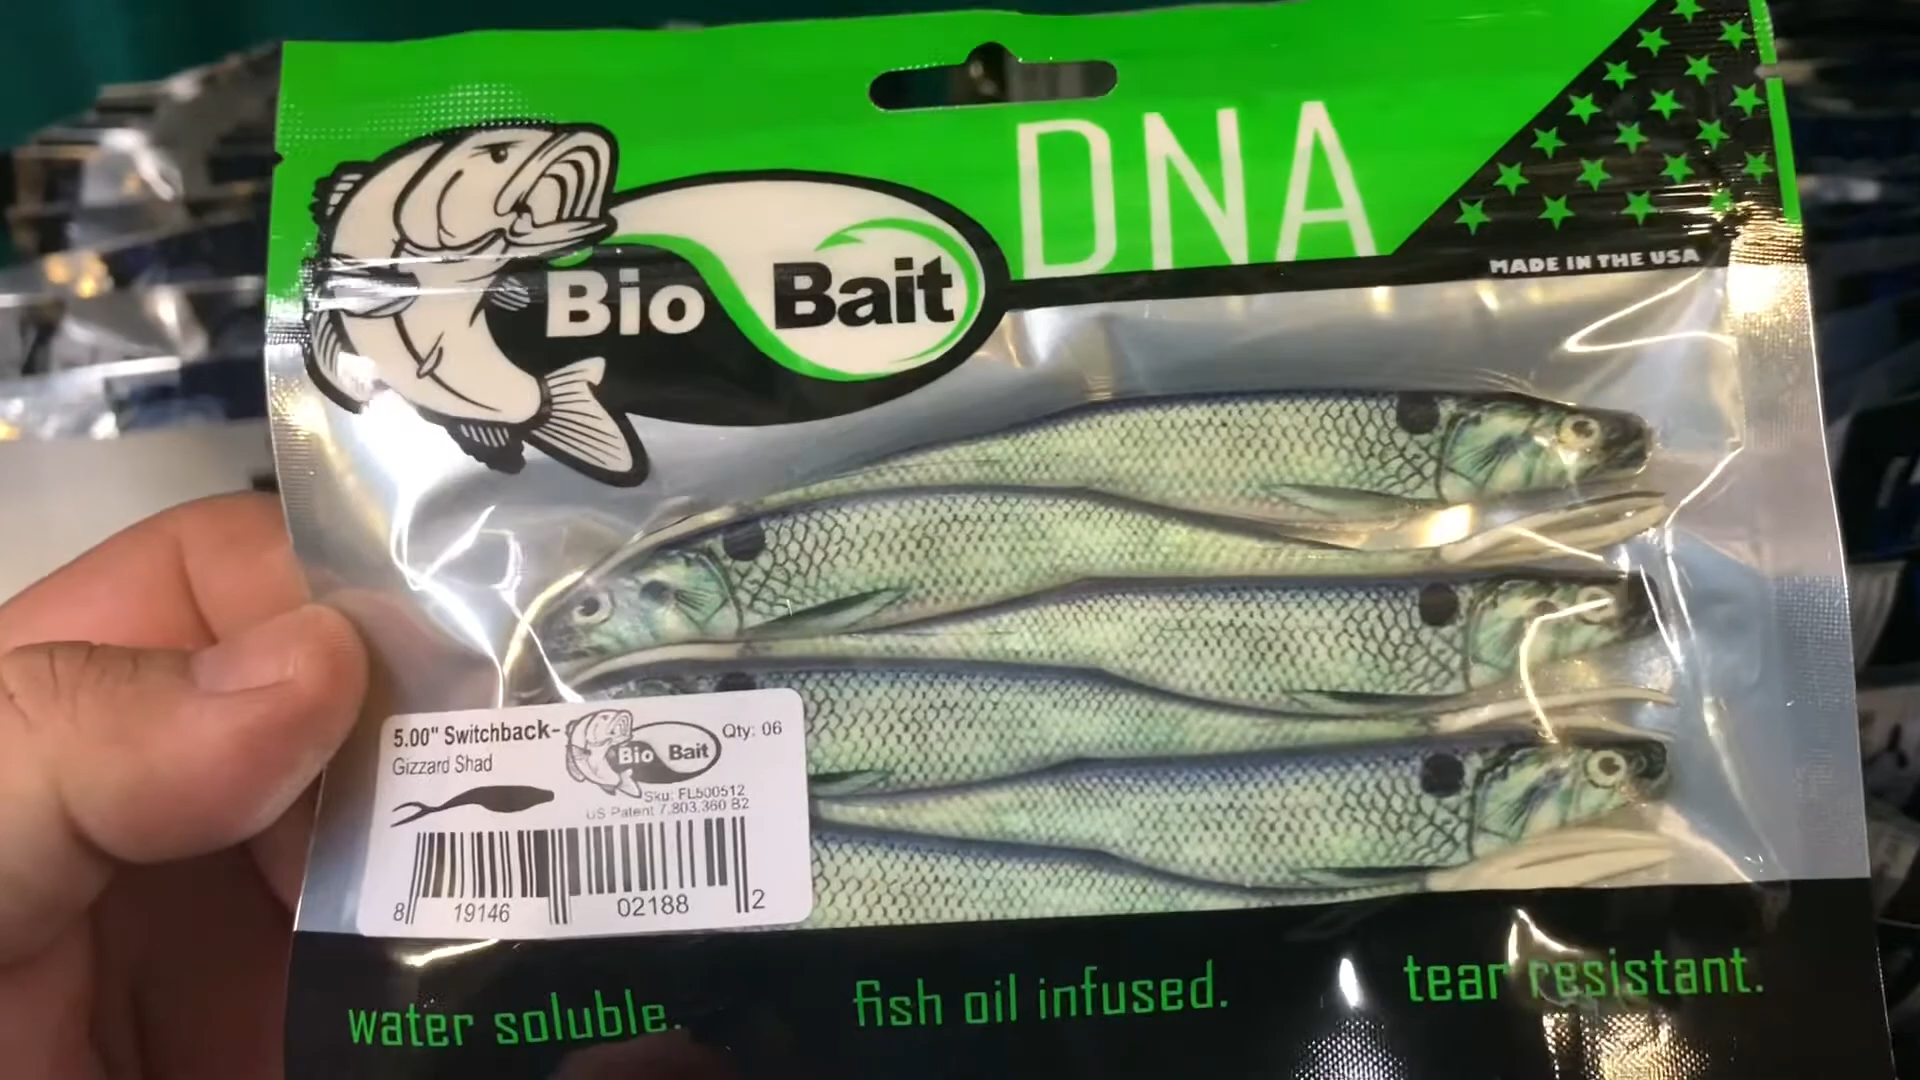 DNA
Bio Bait
MADE IN THE USA
5.00" Switchback-
Gizzard Shad
Bio Bait
Qty: 06
Sku: FL500512
US Patent 7,803,360 B2
8 19146 02188 2
water soluble. fish oil infused. tear resistant.